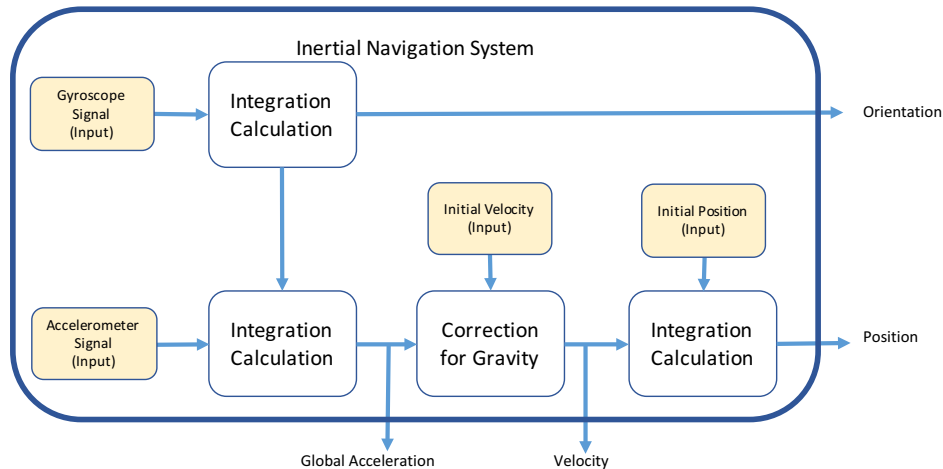 Inertial Navigation System
Gyroscope
Signal
(Input)
Integration
Calculation
Orientation
Initial Velocity
(Input)
Initial Position
(Input)
Accelerometer
Signal
(Input)
Integration
Calculation
Correction
for Gravity
Integration
Calculation
Position
Global Acceleration
Velocity